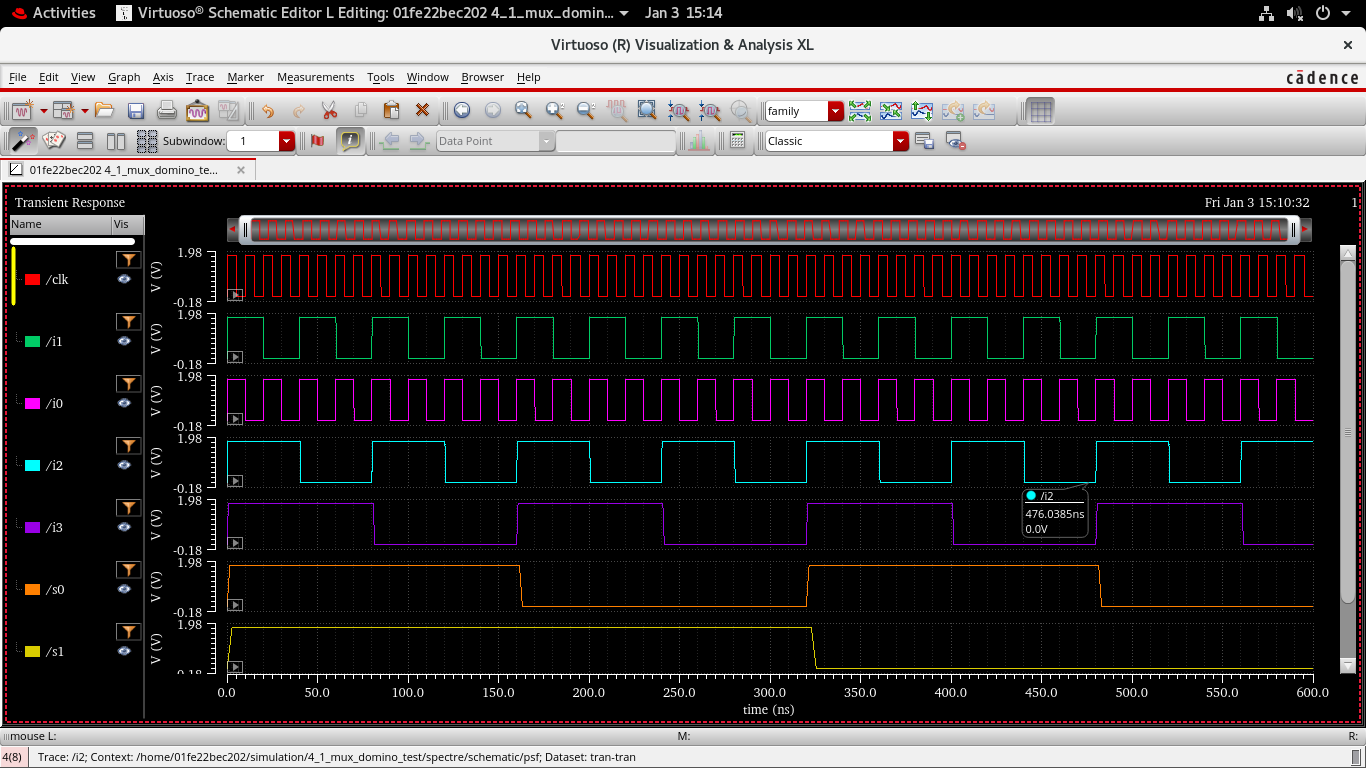 Activities Virtuoso® Schematic Editor L Editing: 01fe22bec202 4_1_mux_domin... Jan 3 15:14
Virtuoso (R) Visualization & Analysis XL ×
File Edit View Graph Axis Trace Marker Measurements Tools Window Browser Help cādence
family
Subwindow: 1 Data Point Classic
01fe22bec202 4_1_mux_domino_te...
Transient Response Fri Jan 3 15:10:32 1
Name Vis
1.98
/clk V (V)
-0.18
1.98
/i1 V (V)
-0.18
1.98
/i0 V (V)
-0.18
1.98
/i2 V (V)
-0.18
/i2
476.0385ns
0.0V
1.98
/i3 V (V)
-0.18
1.98
/s0 V (V)
-0.18
1.98
/s1 V (V)
-0.18
0.0 50.0 100.0 150.0 200.0 250.0 300.0 350.0 400.0 450.0 500.0 550.0 600.0
time (ns)
mouse L: M: R:
4(8) Trace: /i2; Context: /home/01fe22bec202/simulation/4_1_mux_domino_test/spectre/schematic/psf; Dataset: tran-tran